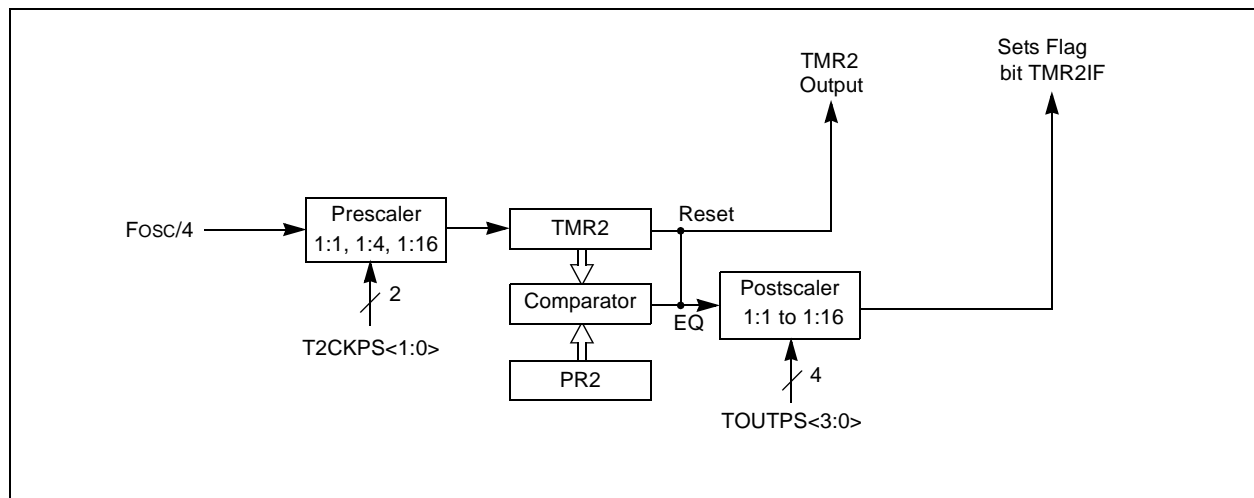 TMR2
Output
Sets Flag
bit TMR2IF
Fosc/4
Prescaler
1:1, 1:4, 1:16
2
T2CKPS<1:0>
TMR2
Reset
Comparator
EQ
PR2
Postscaler
1:1 to 1:16
4
TOUTPS<3:0>